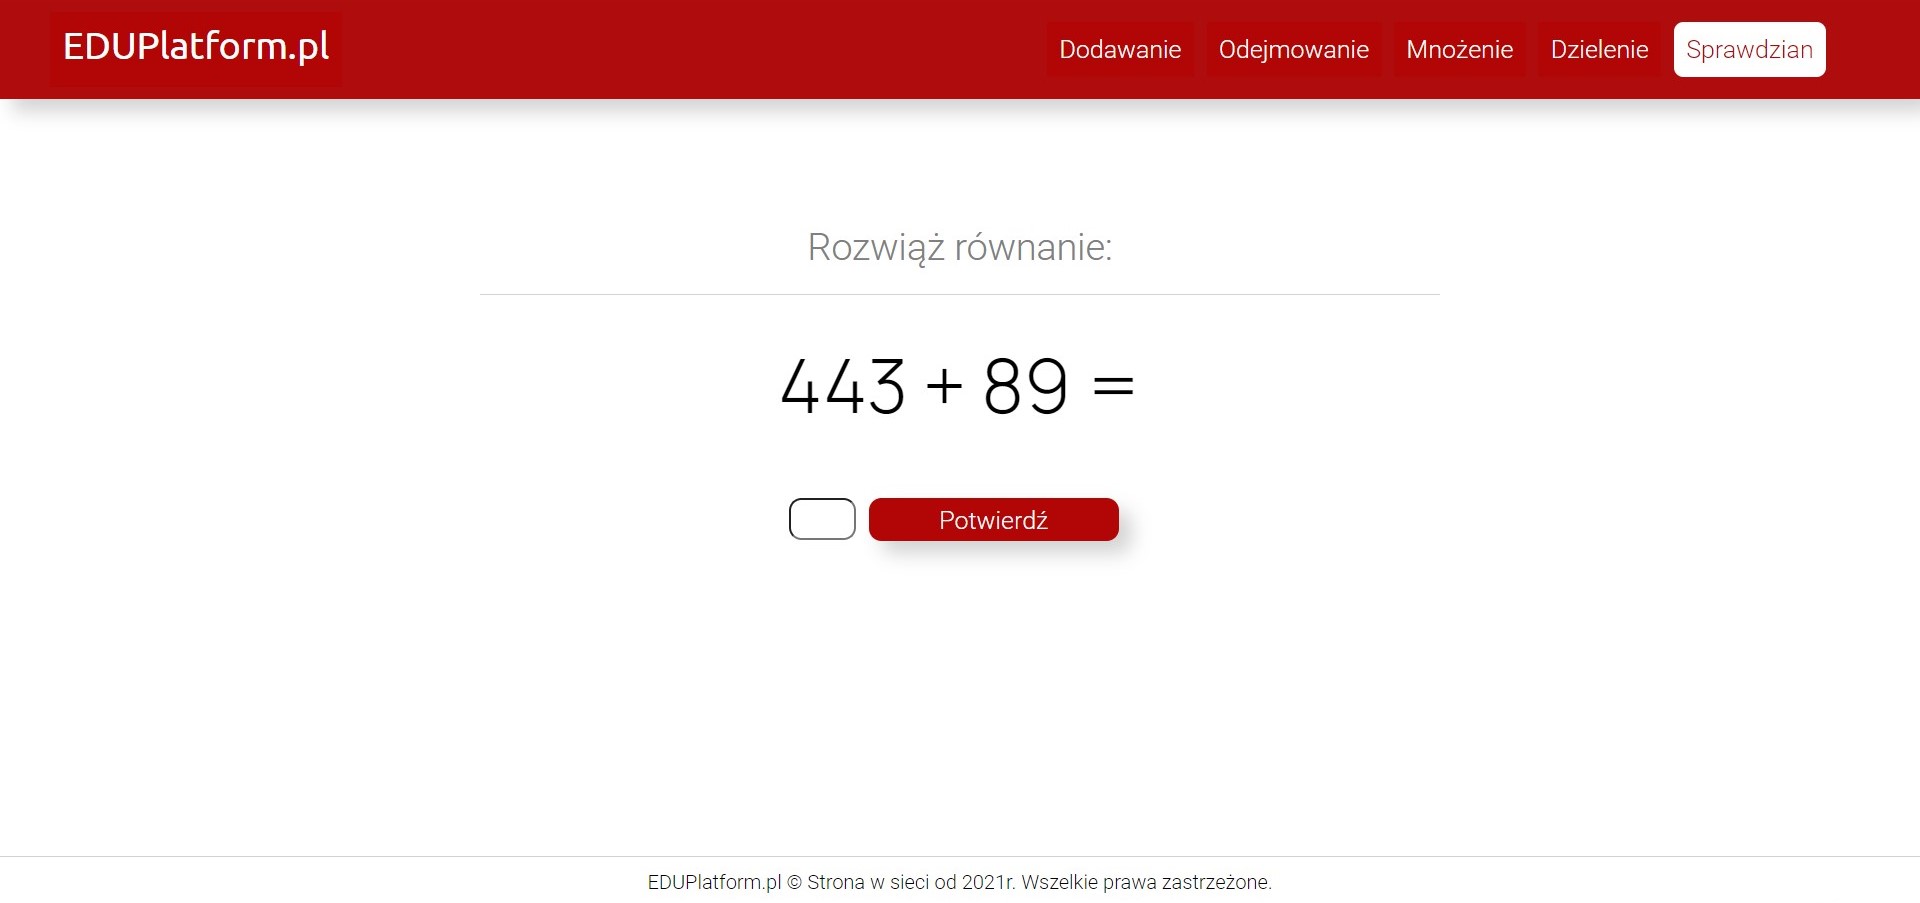 EDUPlatform.pl
Dodawanie Odejmowanie Mnożenie Dzielenie Sprawdzian
Rozwiąż równanie:
443 + 89 =
Potwierdź
EDUPlatform.pl © Strona w sieci od 2021r. Wszelkie prawa zastrzeżone.